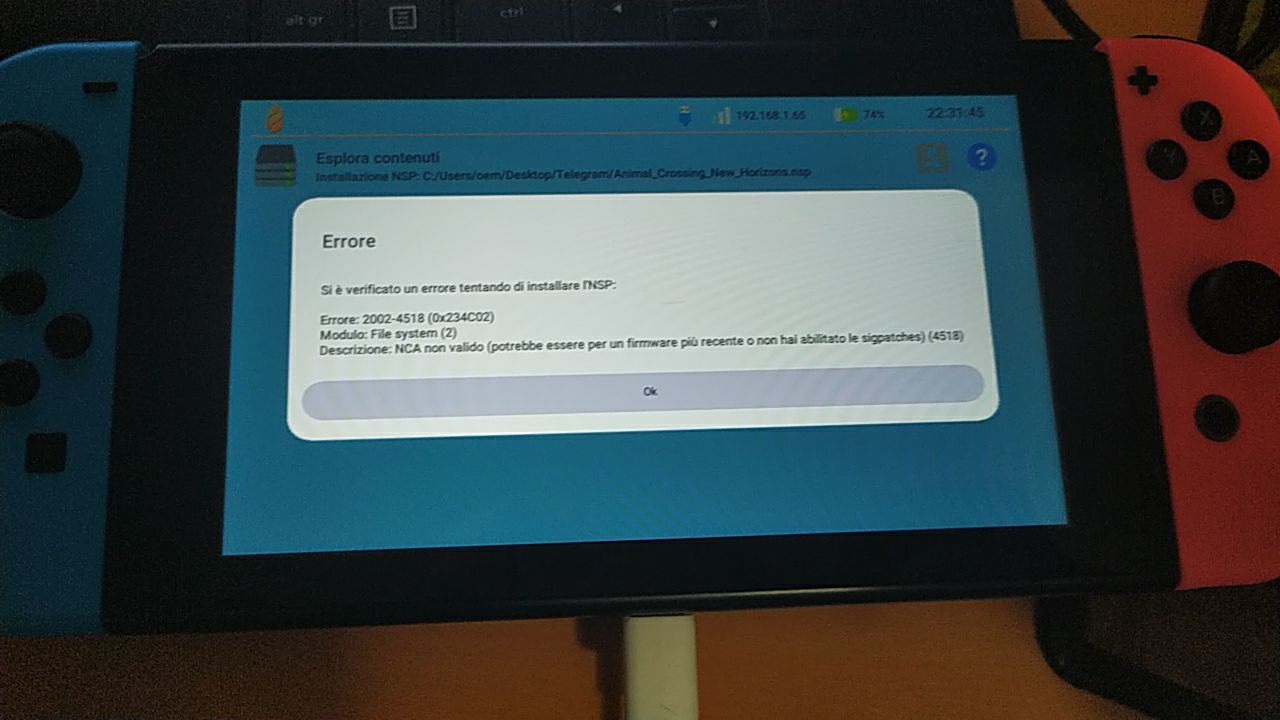 alt gr
ctrl
192.168.1.65
74%
22:31:45
Esplora contenuti
Installazione NSP: C:/Users/oem/Desktop/Telegram/Animal_Crossing_New_Horizons.nsp
?
Errore
Si è verificato un errore tentando di installare l'NSP:
Errore: 2002-4518 (0x234C02)
Modulo: File system (2)
Descrizione: NCA non valido (potrebbe essere per un firmware più recente o non hai abilitato le sigpatches) (4518)
Ok
X
Y
A
B